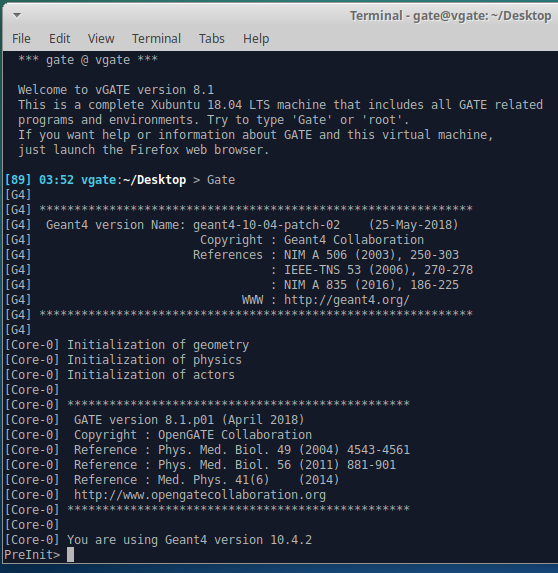 Terminal - gate@vgate: ~/Desktop
File Edit View Terminal Tabs Help
*** gate @ vgate ***
Welcome to vGATE version 8.1
This is a complete Xubuntu 18.04 LTS machine that includes all GATE related
programs and environments. Try to type 'Gate' or 'root'.
If you want help or information about GATE and this virtual machine,
just launch the Firefox web browser.
[89] 03:52 vgate:~/Desktop > Gate
[G4]
[G4] **************************************************************
[G4]  Geant4 version Name: geant4-10-04-patch-02    (25-May-2018)
[G4]                       Copyright : Geant4 Collaboration
[G4]                      References : NIM A 506 (2003), 250-303
[G4]                                 : IEEE-TNS 53 (2006), 270-278
[G4]                                 : NIM A 835 (2016), 186-225
[G4]                             WWW : http://geant4.org/
[G4] **************************************************************
[G4]
[Core-0] Initialization of geometry
[Core-0] Initialization of physics
[Core-0] Initialization of actors
[Core-0]
[Core-0] *************************************************
[Core-0]  GATE version 8.1.p01 (April 2018)
[Core-0]  Copyright : OpenGATE Collaboration
[Core-0]  Reference : Phys. Med. Biol. 49 (2004) 4543-4561
[Core-0]  Reference : Phys. Med. Biol. 56 (2011) 881-901
[Core-0]  Reference : Med. Phys. 41(6)    (2014)
[Core-0]  http://www.opengatecollaboration.org
[Core-0] *************************************************
[Core-0]
[Core-0] You are using Geant4 version 10.4.2
PreInit>